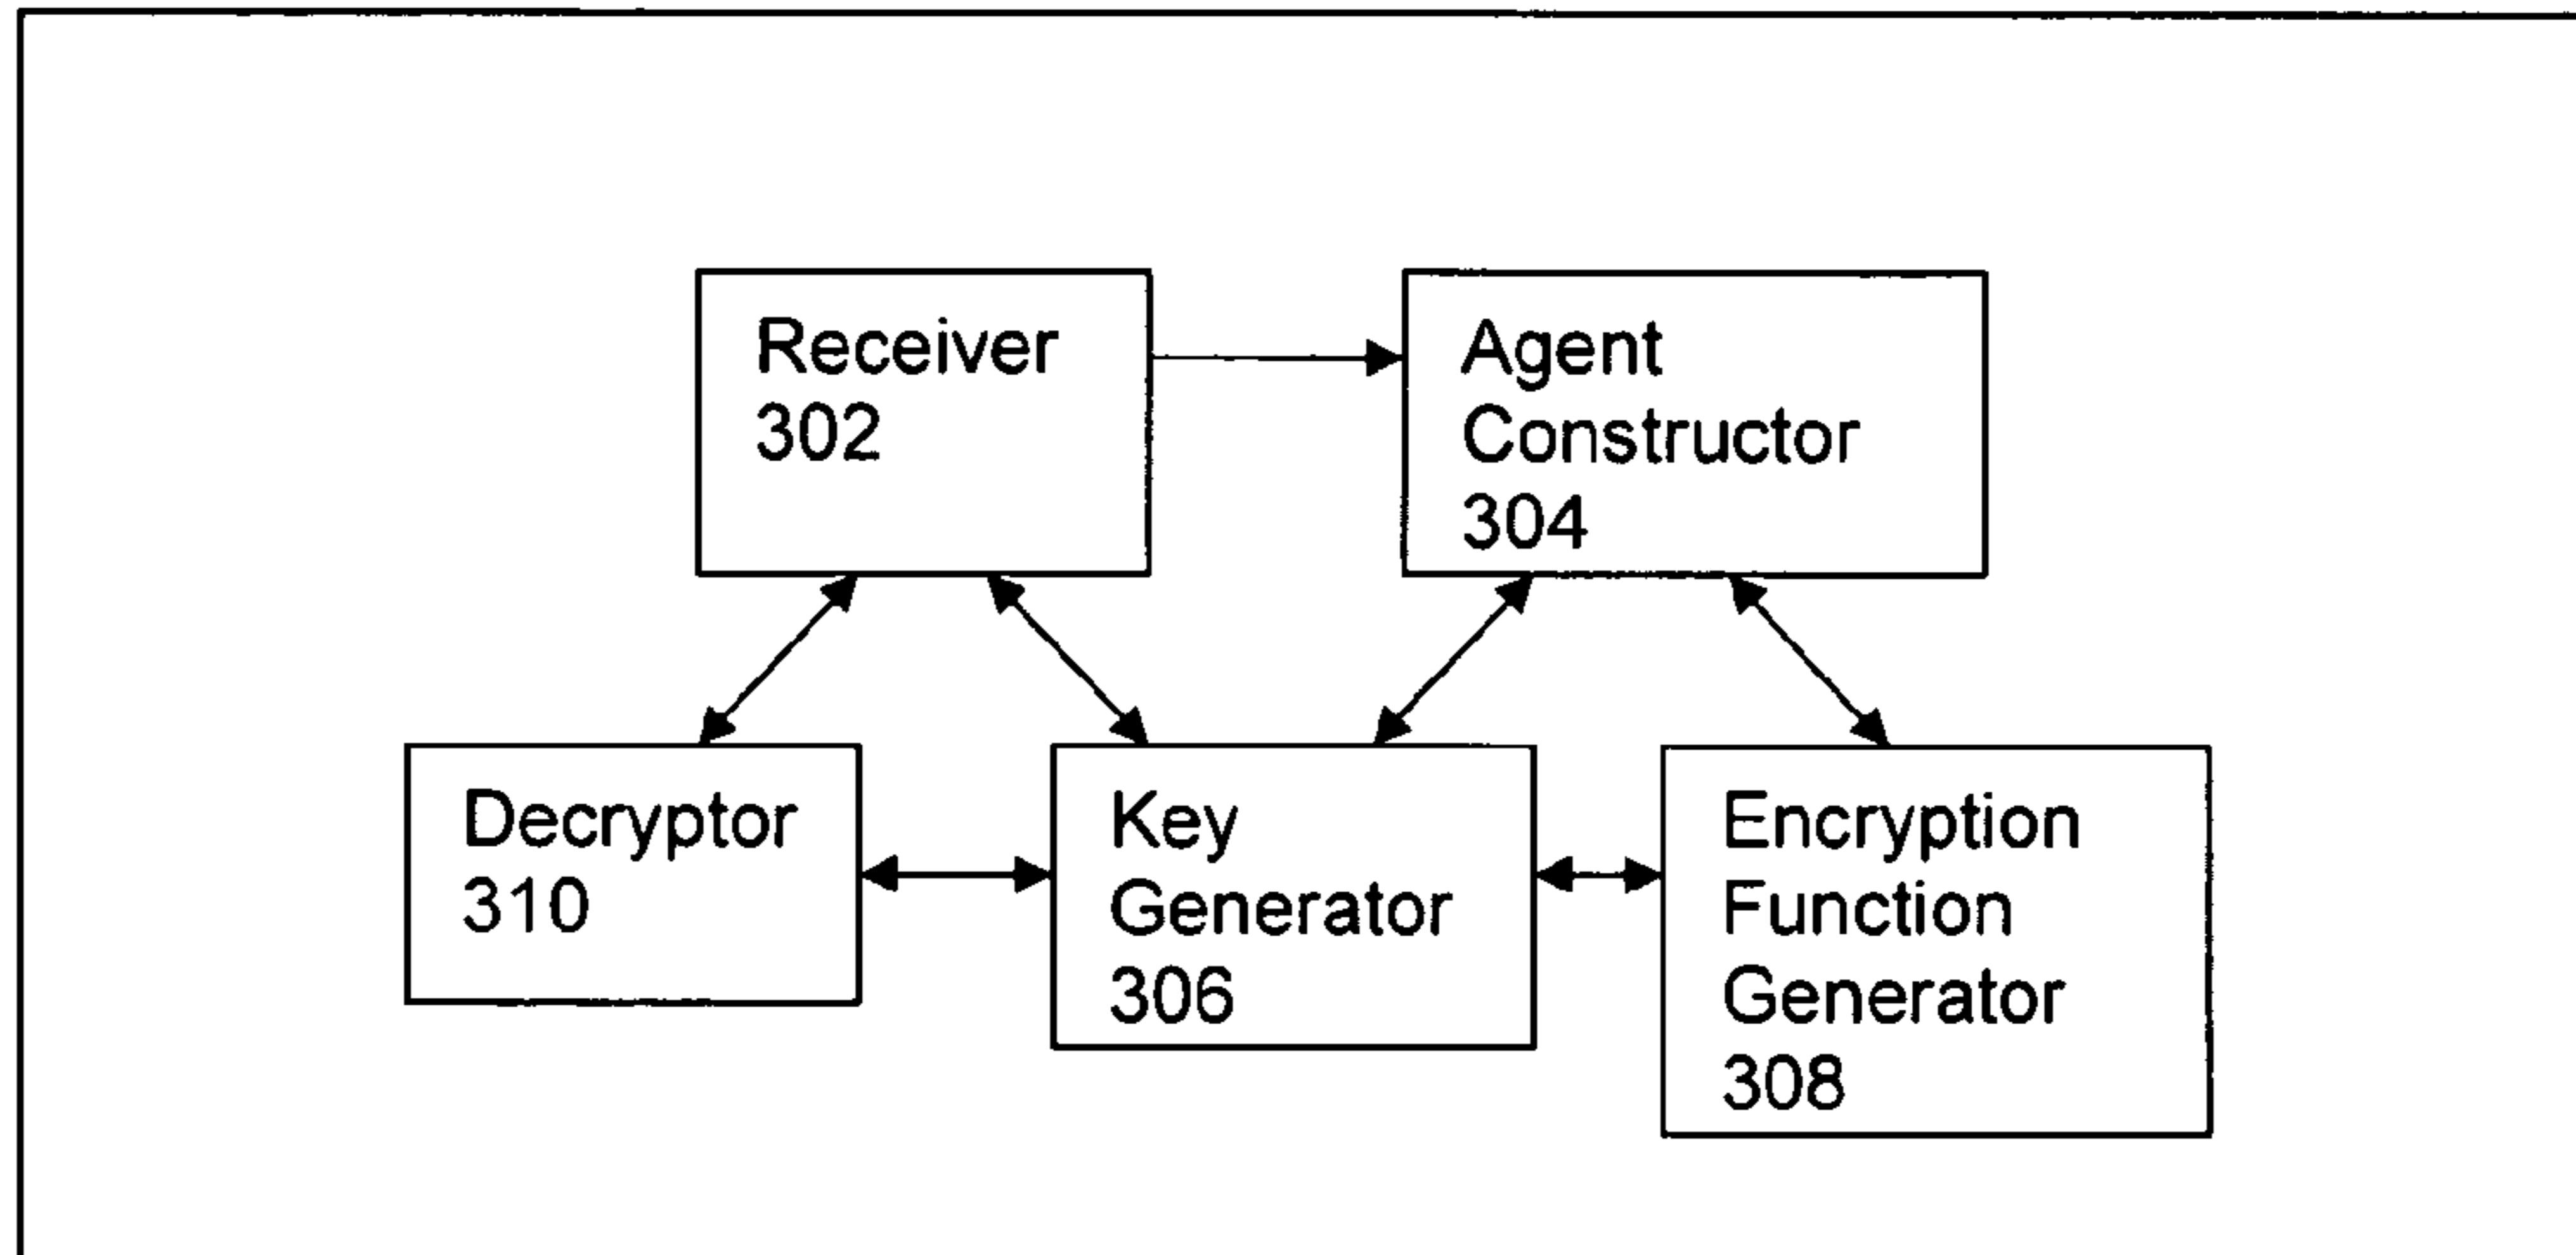 Receiver
302
Agent
Constructor
304
Decryptor
310
Key
Generator
306
Encryption
Function
Generator
308